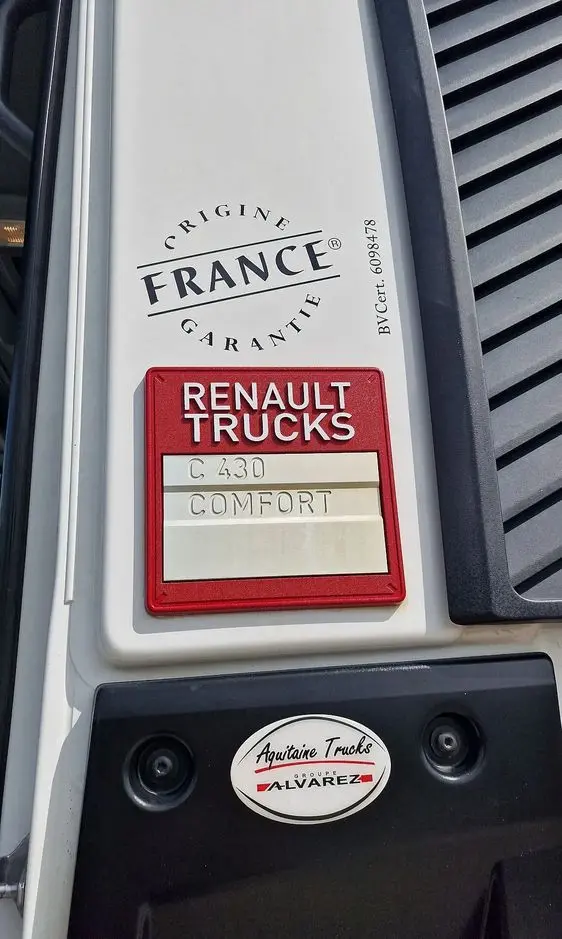 ORIGINE
FRANCE®
GARANTIE
BVCert. 6098478
RENAULT
TRUCKS
C 430
COMFORT
Aquitaine Trucks
GROUPE
ALVAREZ